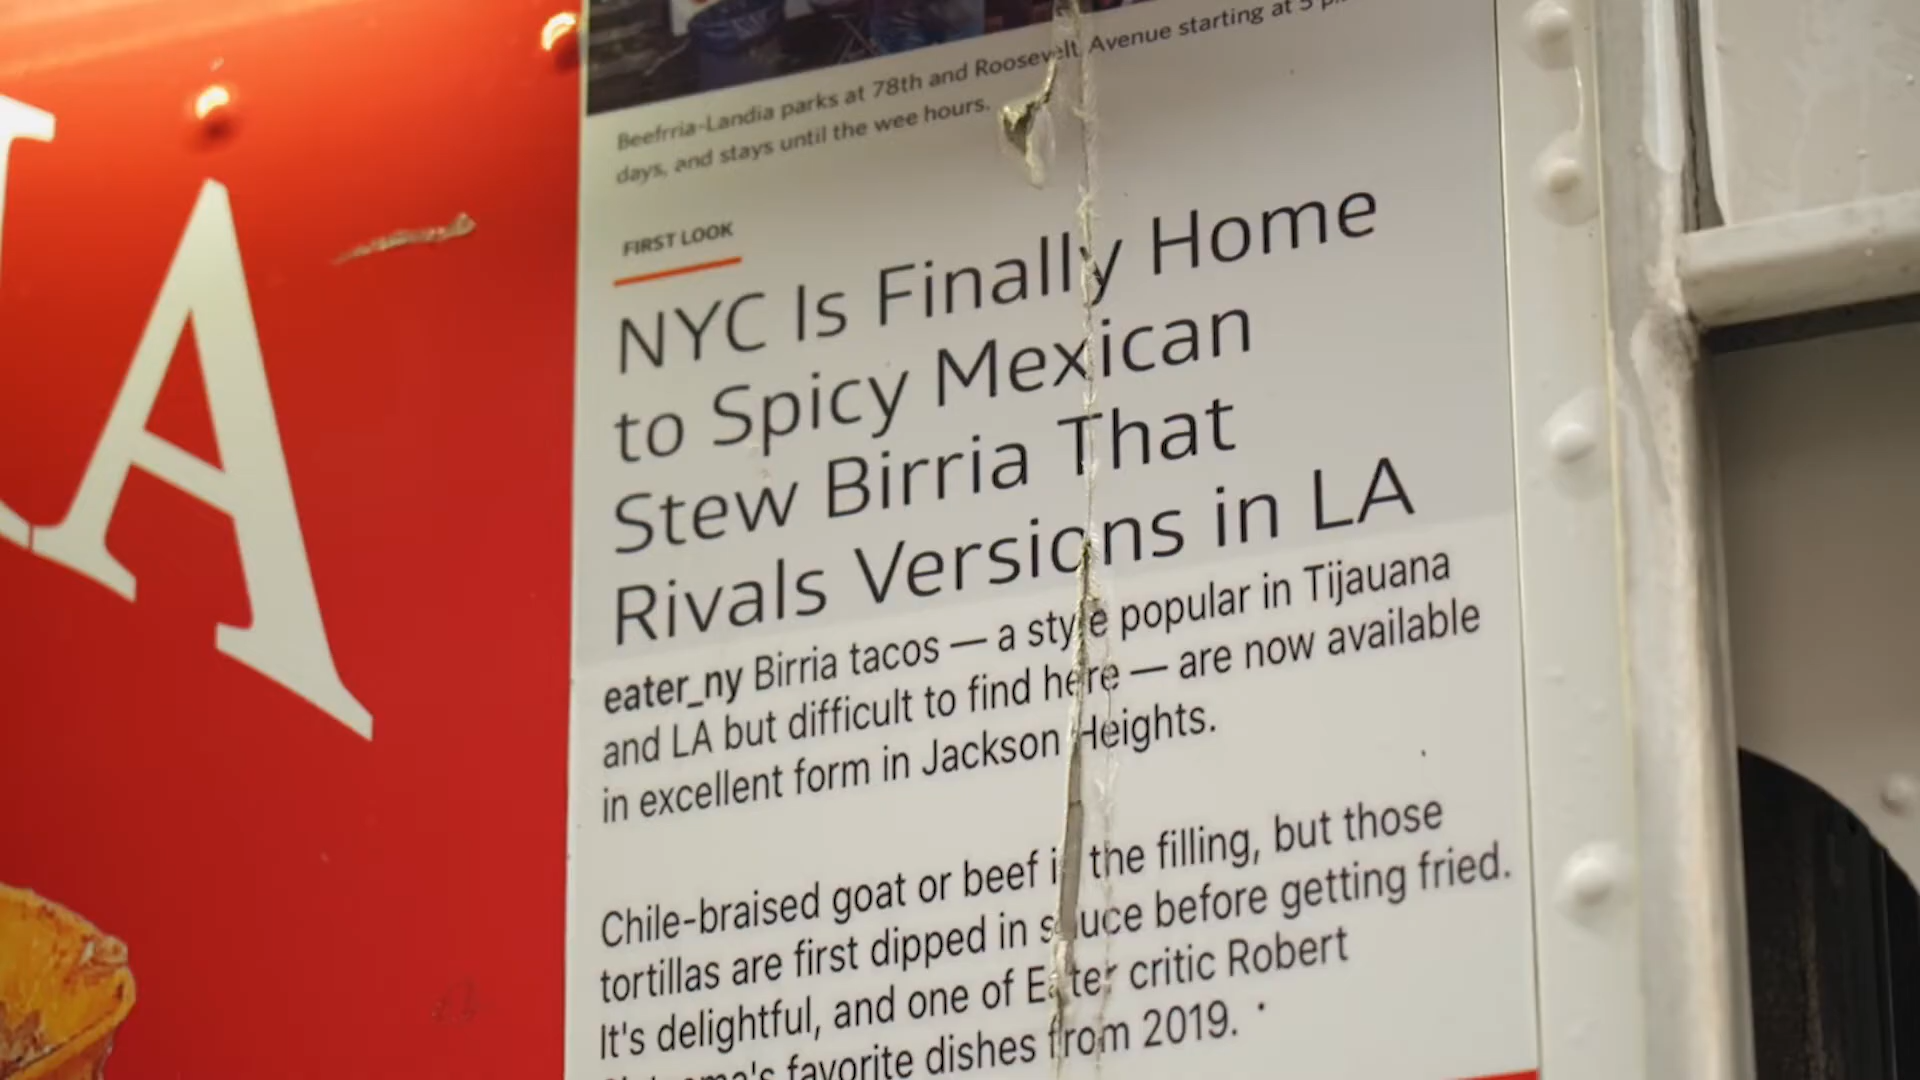 A
Beefrria-Landia parks at 78th and Roosevelt Avenue starting at 5
days, and stays until the wee hours.
FIRST LOOK
NYC Is Finally Home
to Spicy Mexican
Stew Birria That
Rivals Versions in LA
eater_ny Birria tacos — a style popular in Tijauana
and LA but difficult to find here — are now available
in excellent form in Jackson Heights.
Chile-braised goat or beef is the filling, but those
tortillas are first dipped in sauce before getting fried.
It's delightful, and one of Eater critic Robert
favorite dishes from 2019.